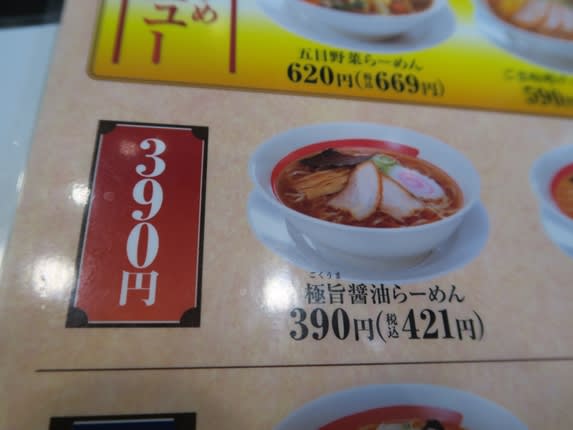 め
ュー
五目野菜らーめん
620円(税込669円)
590
390円
ごくうま
極旨醤油らーめん
390円(税込421円)